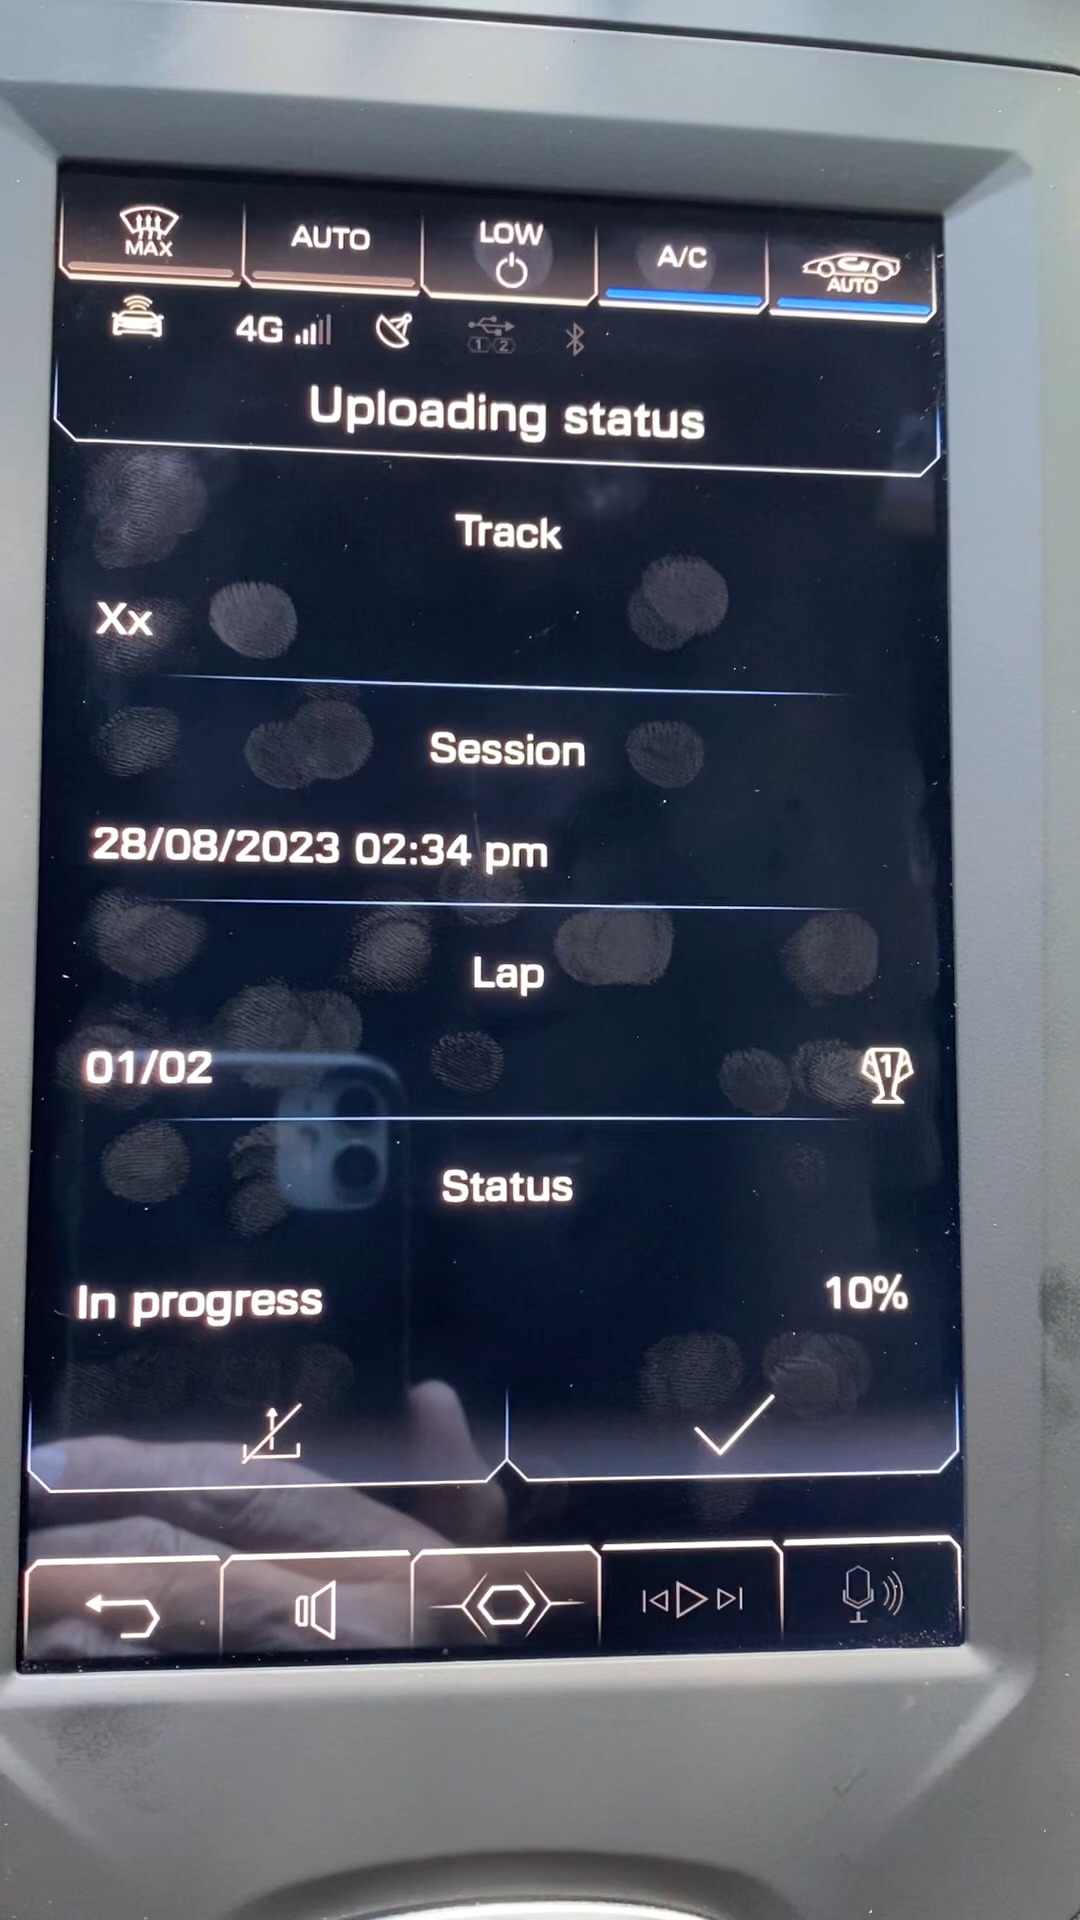 MAX
AUTO
LOW
A/C
AUTO
4G
1 2
Uploading status
Track
Xx
Session
28/08/2023 02:34 pm
Lap
01/02
1
Status
In progress
10%